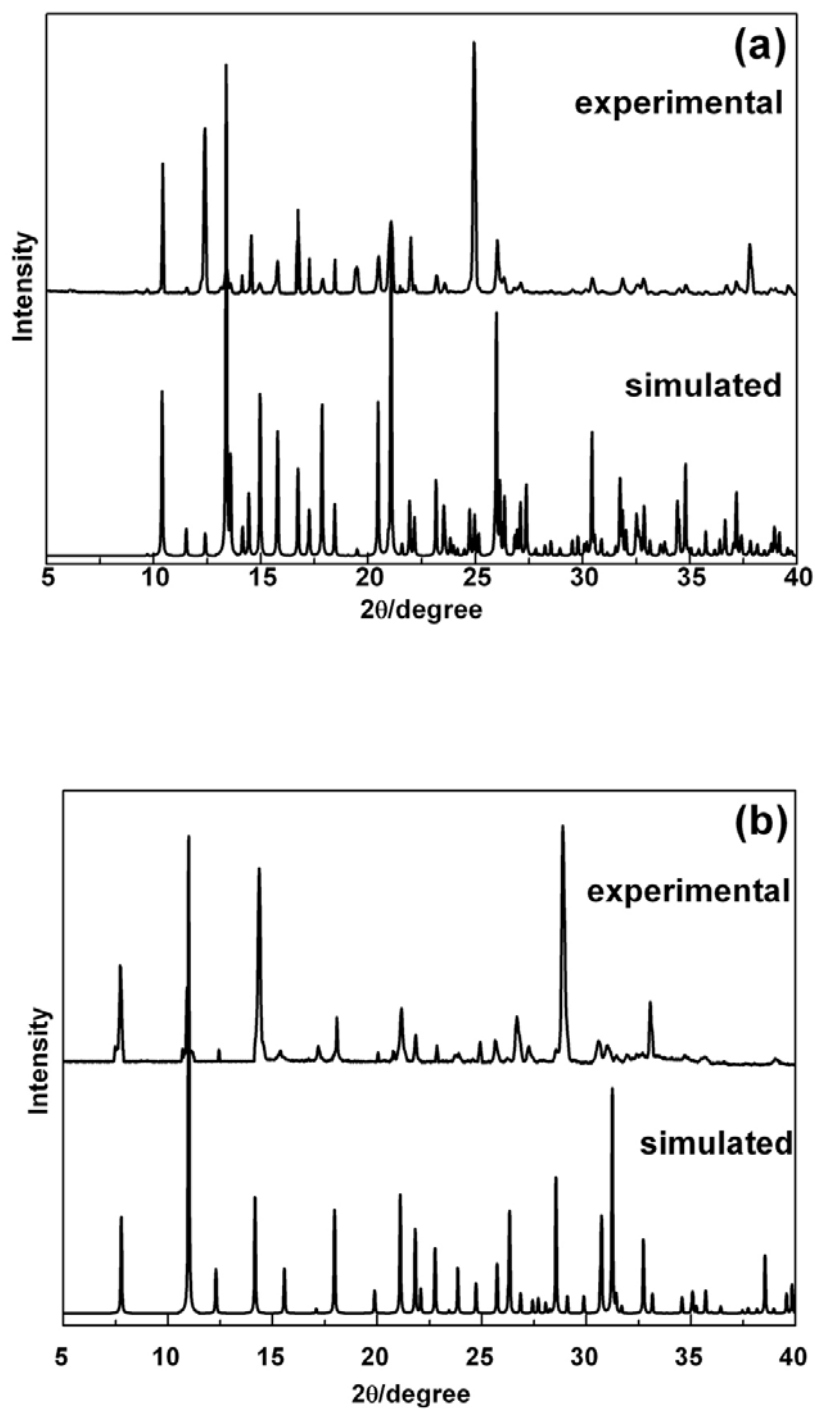 (a)
experimental
simulated
Intensity
5 10 15 20 25 30 35 40
2θ/degree
(b)
experimental
simulated
Intensity
5 10 15 20 25 30 35 40
2θ/degree